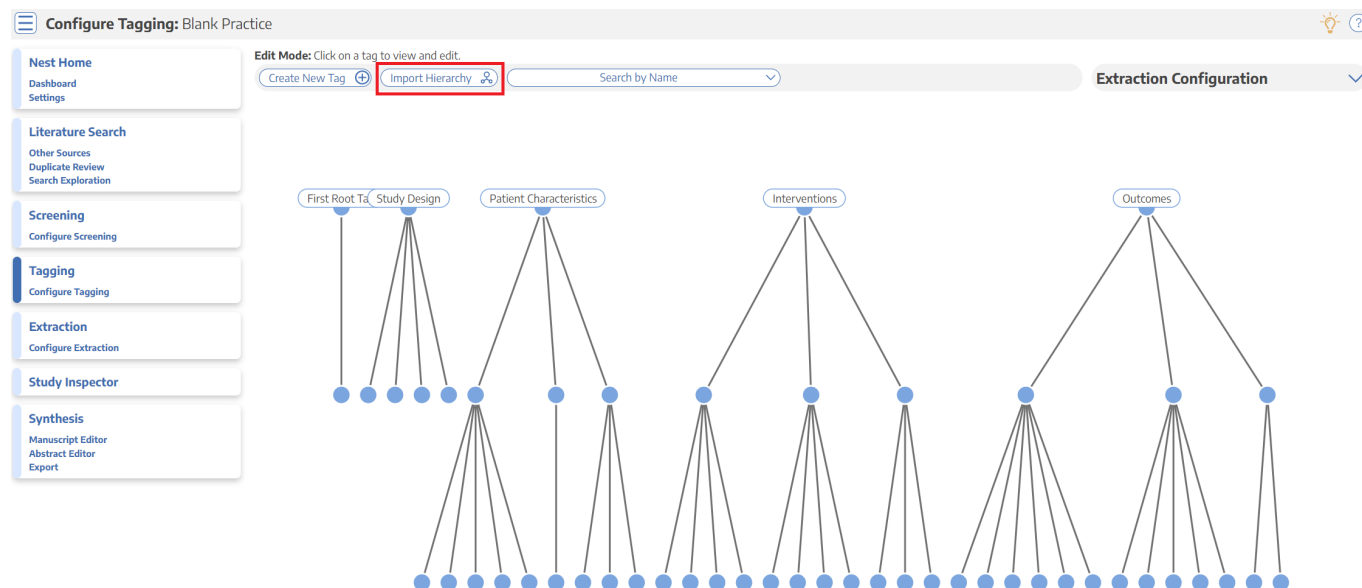 Configure Tagging: Blank Practice
?
Nest Home
Dashboard
Settings
Literature Search
Other Sources
Duplicate Review
Search Exploration
Screening
Configure Screening
Tagging
Configure Tagging
Extraction
Configure Extraction
Study Inspector
Synthesis
Manuscript Editor
Abstract Editor
Export
Edit Mode: Click on a tag to view and edit.
Create New Tag
Import Hierarchy
Search by Name
Extraction Configuration
First Root Ta
Study Design
Patient Characteristics
Interventions
Outcomes